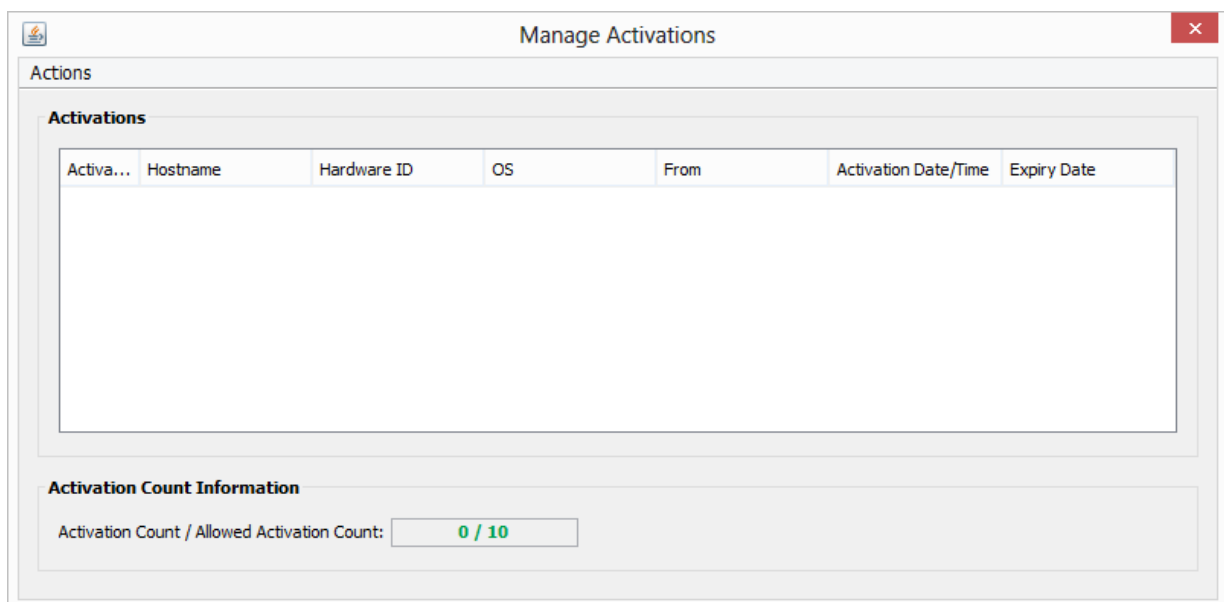 Manage Activations
Actions
Activations
Activa... Hostname Hardware ID OS From Activation Date/Time Expiry Date
Activation Count Information
Activation Count / Allowed Activation Count: 0 / 10